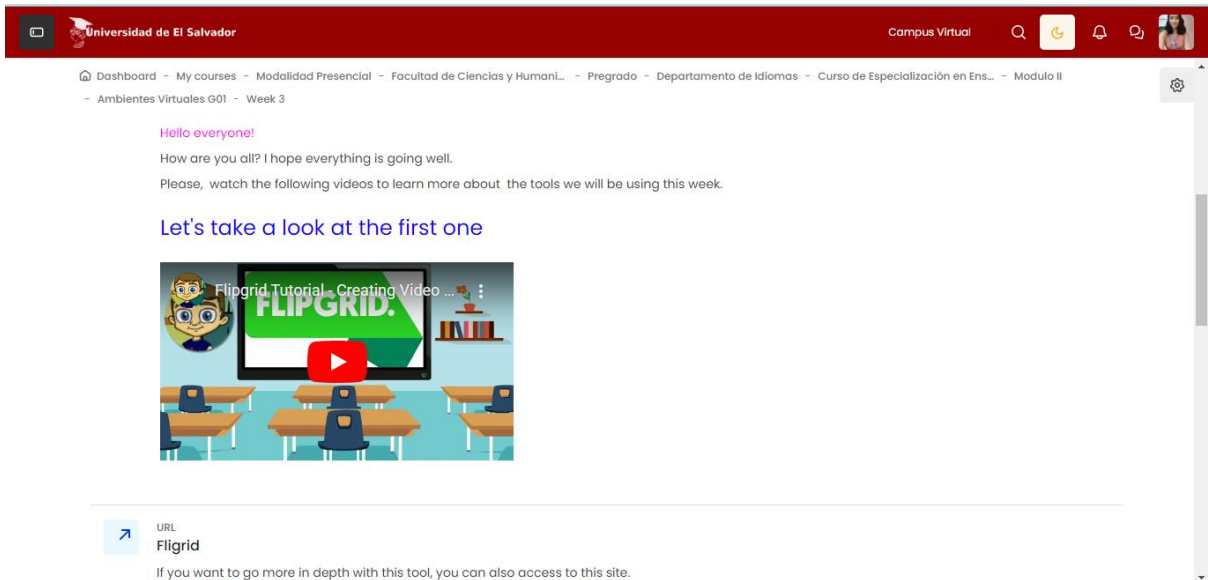 Universidad de El Salvador
Campus Virtual
Dashboard - My courses - Modalidad Presencial - Facultad de Ciencias y Humani... - Pregrado - Departamento de Idiomas - Curso de Especialización en Ens... - Modulo II
- Ambientes Virtuales G01 - Week 3
Hello everyone!
How are you all? I hope everything is going well.
Please, watch the following videos to learn more about the tools we will be using this week.
Let's take a look at the first one
Flipgrid Tutorial - Creating Video ...
FLIPGRID.
URL
Fligrid
If you want to go more in depth with this tool, you can also access to this site.